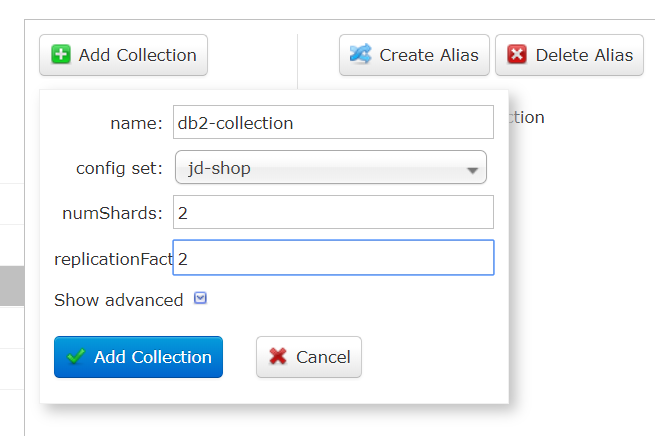 Add Collection
Create Alias
Delete Alias
ction
name: db2-collection
config set: jd-shop
numShards: 2
replicationFact 2
Show advanced
Add Collection
Cancel